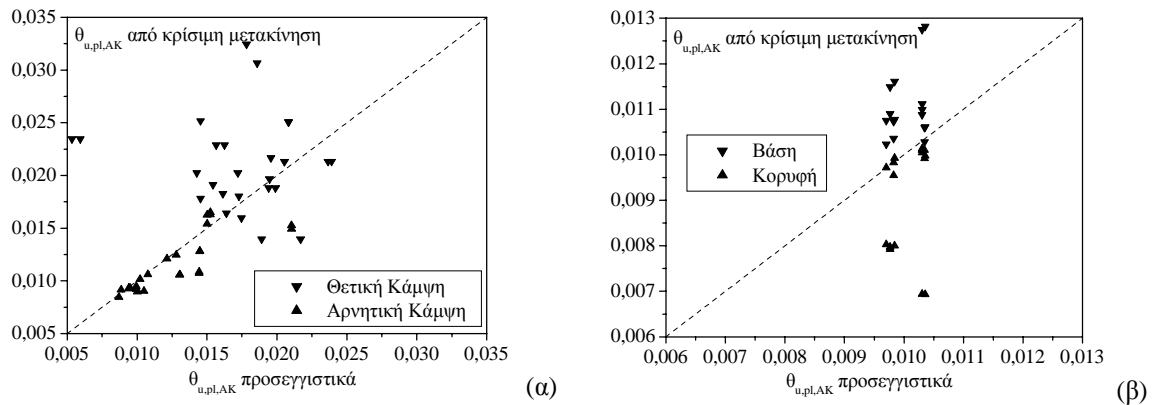 0,035
0,030
0,025
0,020
0,015
0,010
0,005
θu,pl,AK από κρίσιμη μετακίνηση
Θετική Κάμψη
Αρνητική Κάμψη
0,005 0,010 0,015 0,020 0,025 0,030 0,035
θu,pl,AK προσεγγιστικά
(α)
0,013
0,012
0,011
0,010
0,009
0,008
0,007
0,006
θu,pl,AK από κρίσιμη μετακίνηση
Βάση
Κορυφή
0,006 0,007 0,008 0,009 0,010 0,011 0,012 0,013
θu,pl,AK προσεγγιστικά
(β)